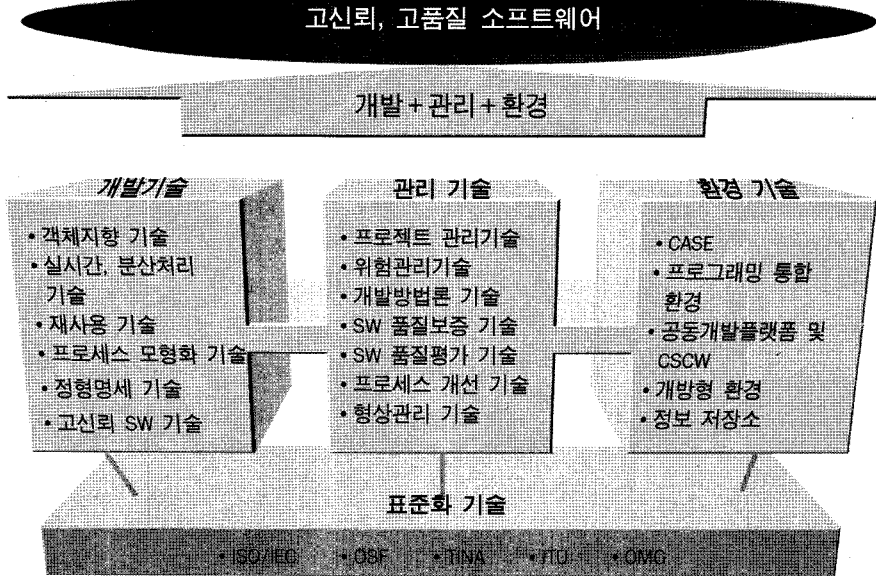 고신뢰, 고품질 소프트웨어
개발+관리+환경
개발기술
• 객체지향 기술
• 실시간, 분산처리
기술
• 재사용 기술
• 프로세스 모형화 기술
• 정형명세 기술
• 고신뢰 SW 기술
관리 기술
• 프로젝트 관리기술
• 위험관리기술
• 개발방법론 기술
• SW 품질보증 기술
• SW 품질평가 기술
• 프로세스 개선 기술
• 형상관리 기술
환경 기술
• CASE
• 프로그래밍 통합
환경
• 공동개발플랫폼 및
CSCW
• 개방형 환경
• 정보 저장소
표준화 기술
• ISO/IEC • OSF • TINA • ITU • OMG